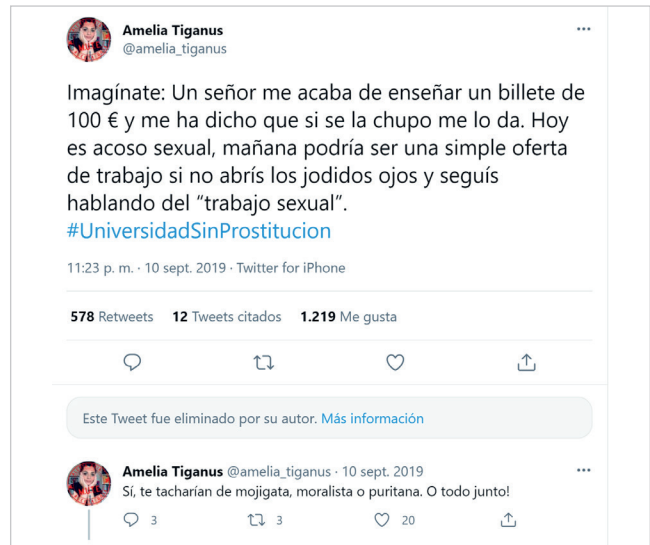 Amelia Tiganus
@amelia_tiganus
Imagínate: Un señor me acaba de enseñar un billete de
100 € y me ha dicho que si se la chupo me lo da. Hoy
es acoso sexual, mañana podría ser una simple oferta
de trabajo si no abrís los jodidos ojos y seguís
hablando del “trabajo sexual”.
#UniversidadSinProstitucion
11:23 p. m. · 10 sept. 2019 · Twitter for iPhone
578 Retweets 12 Tweets citados 1.219 Me gusta
Este Tweet fue eliminado por su autor. Más información
Amelia Tiganus @amelia_tiganus · 10 sept. 2019
Sí, te tacharían de mojigata, moralista o puritana. O todo junto!
3 3 20